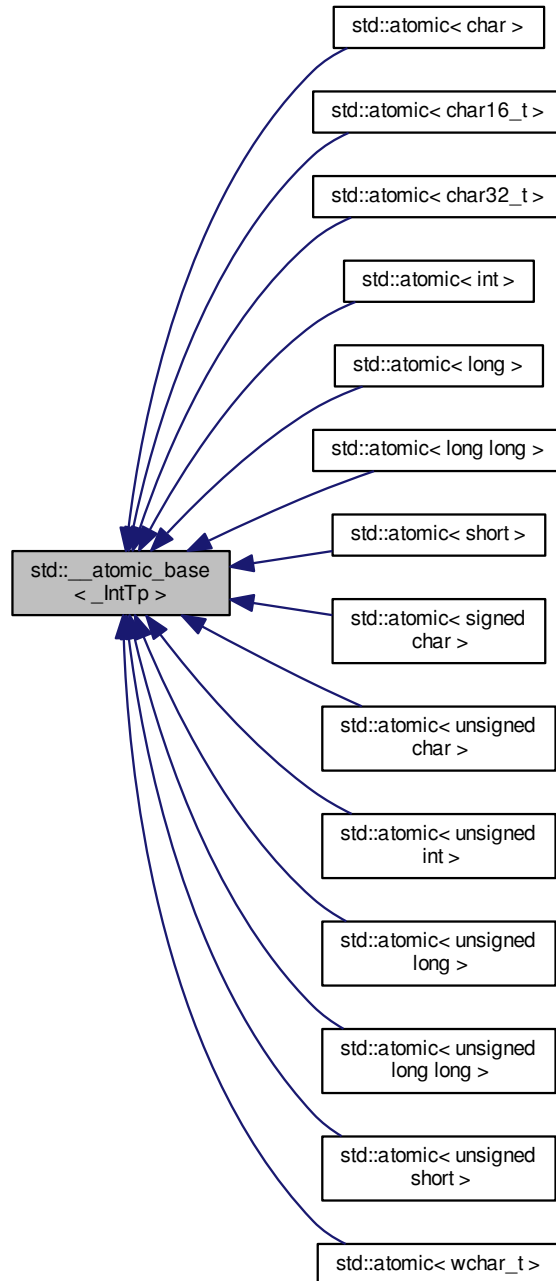 std::atomic< char >
std::atomic< char16_t >
std::atomic< char32_t >
std::atomic< int >
std::atomic< long >
std::atomic< long long >
std::atomic< short >
std::__atomic_base
< _IntTp >
std::atomic< signed
char >
std::atomic< unsigned
char >
std::atomic< unsigned
int >
std::atomic< unsigned
long >
std::atomic< unsigned
long long >
std::atomic< unsigned
short >
std::atomic< wchar_t >